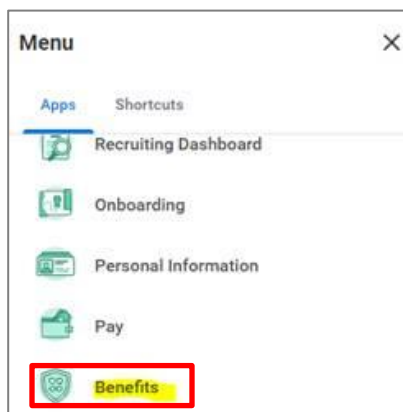 Menu
Apps Shortcuts
Recruiting Dashboard
Onboarding
Personal Information
Pay
Benefits